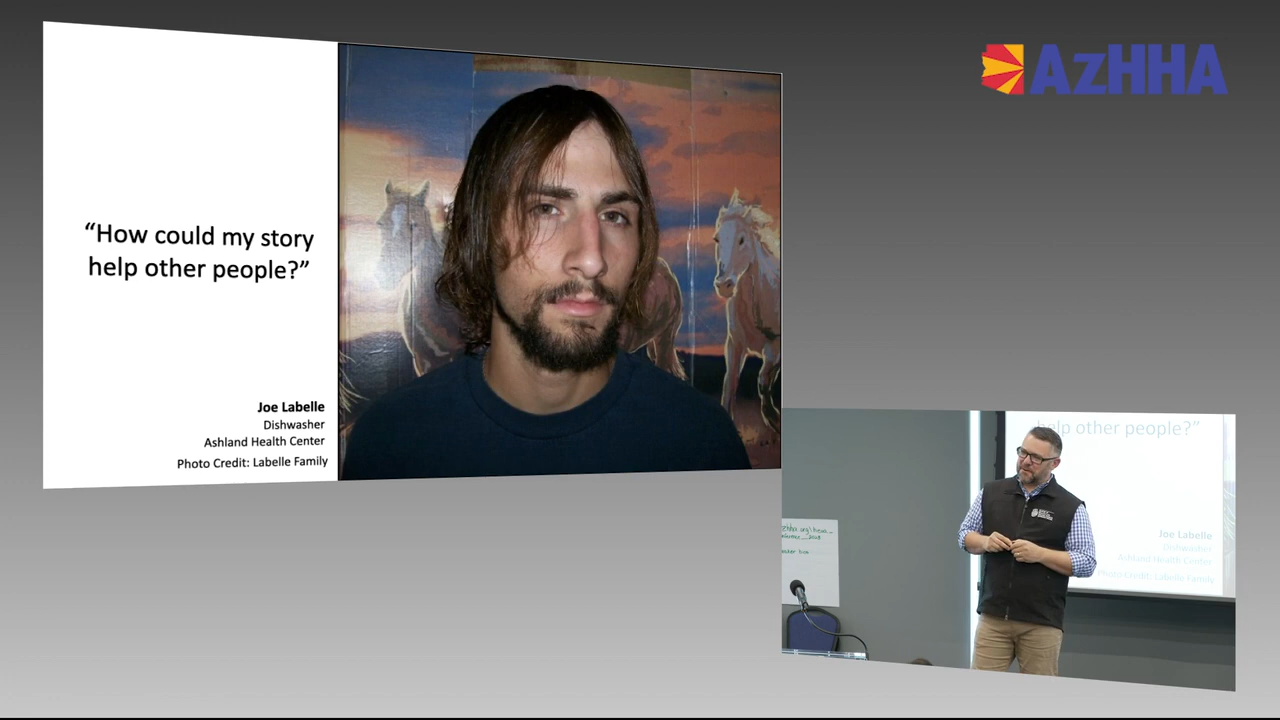 AzHHA
“How could my story
help other people?”
Joe Labelle
Dishwasher
Ashland Health Center
Photo Credit: Labelle Family
help other people?”
Joe Labelle
Dishwasher
Ashland Health Center
Photo Credit: Labelle Family